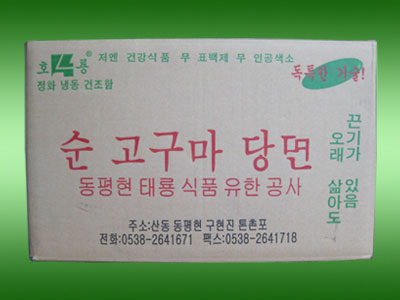 호룡® 저엔 건강식품 무 표백제 무 인공색소
정화 냉동 건조함
독특한 기술!
순 고구마 당면
끈기가 있음
오래 삶아도
동평현 태룡 식품 유한 공사
주소:산동 동평현 구현진 톤촌포
전화:0538-2641671 팩스:0538-2641718